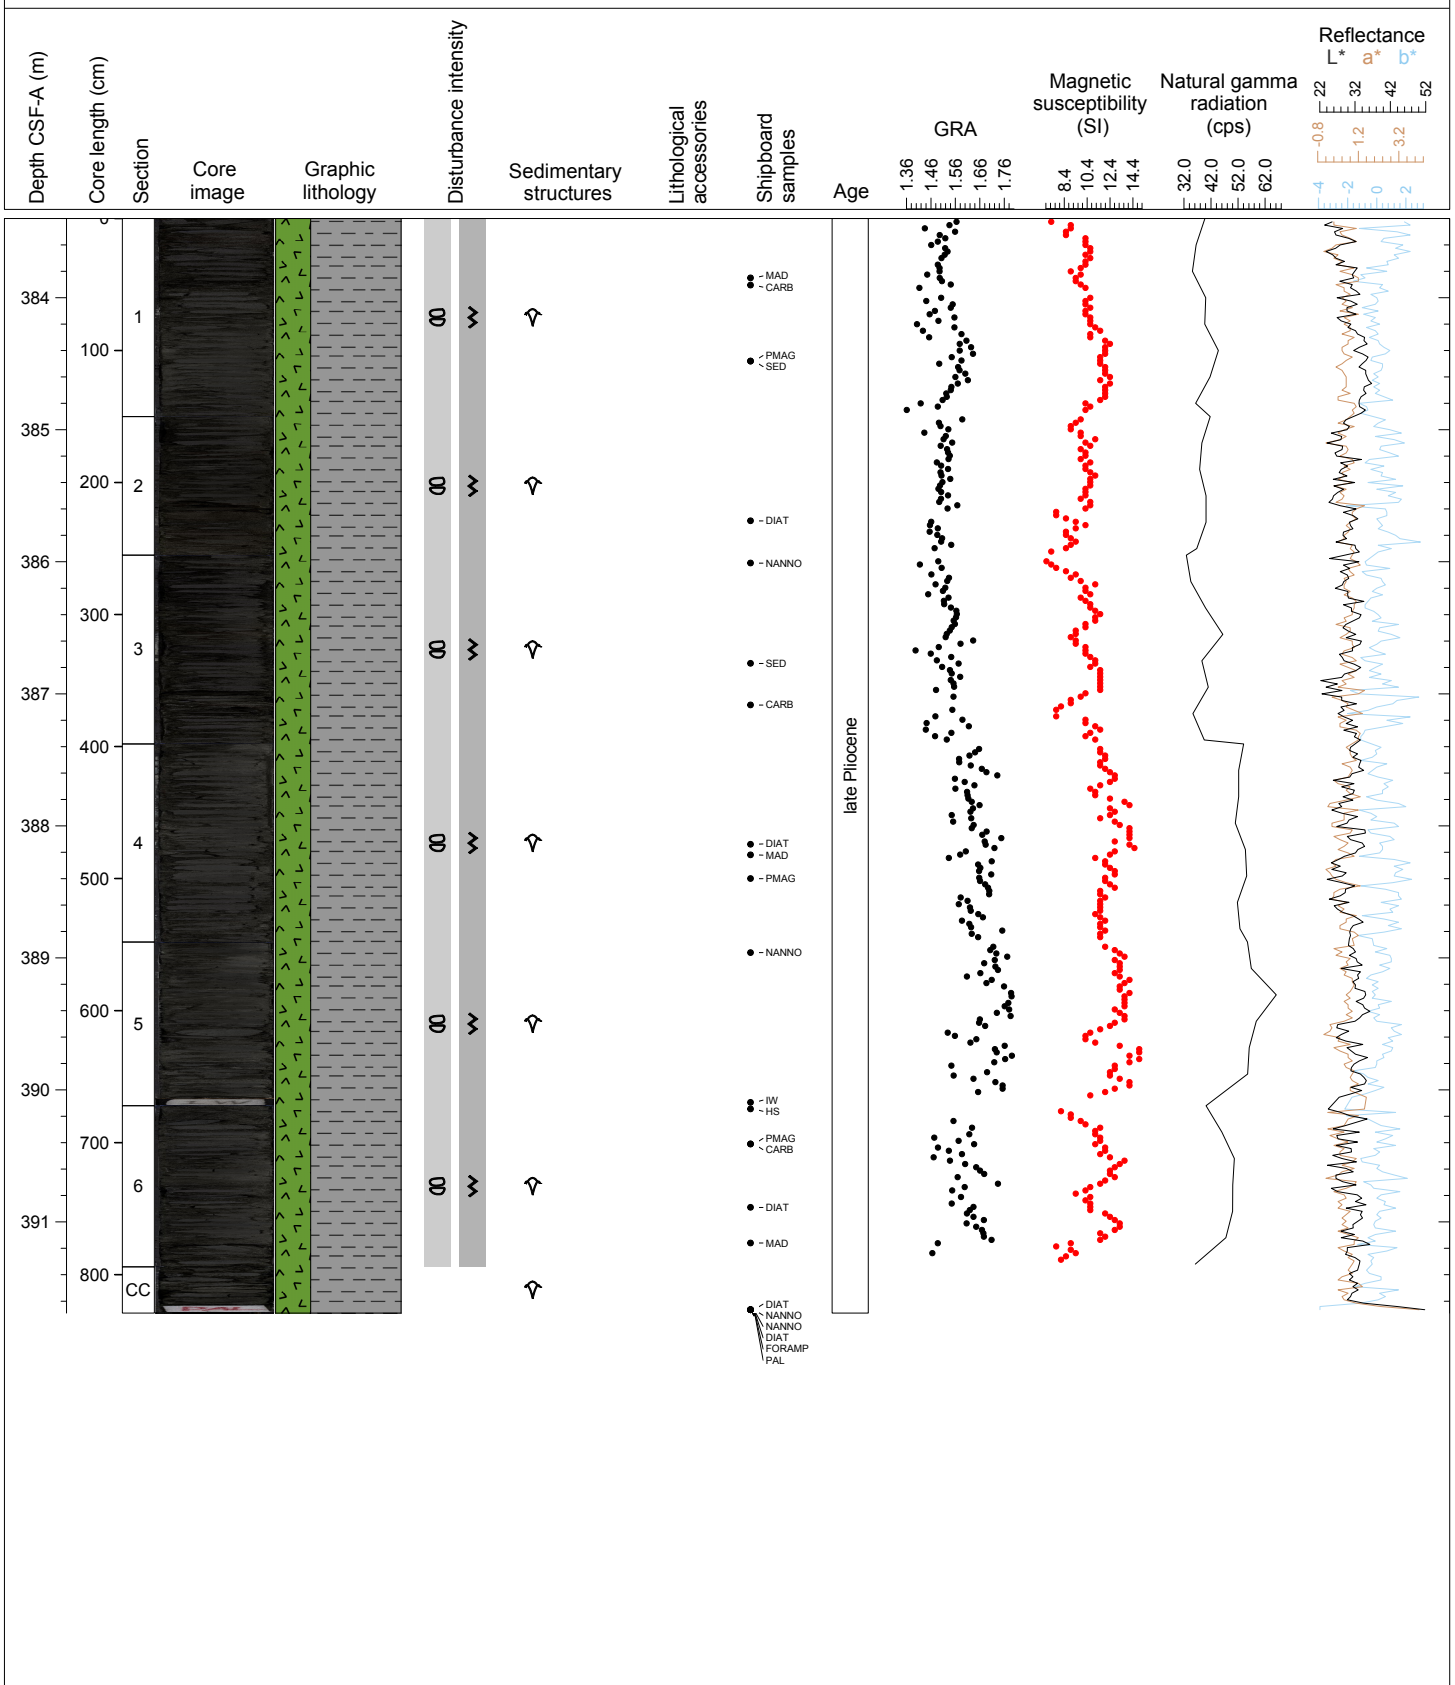 Depth CSF-A (m)
Core length (cm)
Section
Core
image
Graphic
lithology
Disturbance intensity
Sedimentary
structures
Lithological
accessories
Shipboard
samples
Age
GRA
1.36 1.46 1.56 1.66 1.76
Magnetic
susceptibility
(SI)
8.4 10.4 12.4 14.4
Natural gamma
radiation
(cps)
32.0 42.0 52.0 62.0
Reflectance
L* a* b*
22 32 42 52
-0.8 1.2 3.2
-4 -2 0 2
0
MAD
384
CARB
1
100
PMAG
SED
385
200
2
DIAT
386
NANNO
300
3
SED
387
CARB
400
late Pliocene
388
4
DIAT
MAD
500
PMAG
389
NANNO
600
5
390
IW
HS
700
PMAG
CARB
6
DIAT
391
MAD
800
CC
DIAT
NANNO
NANNO
DIAT
FORAMP
PAL